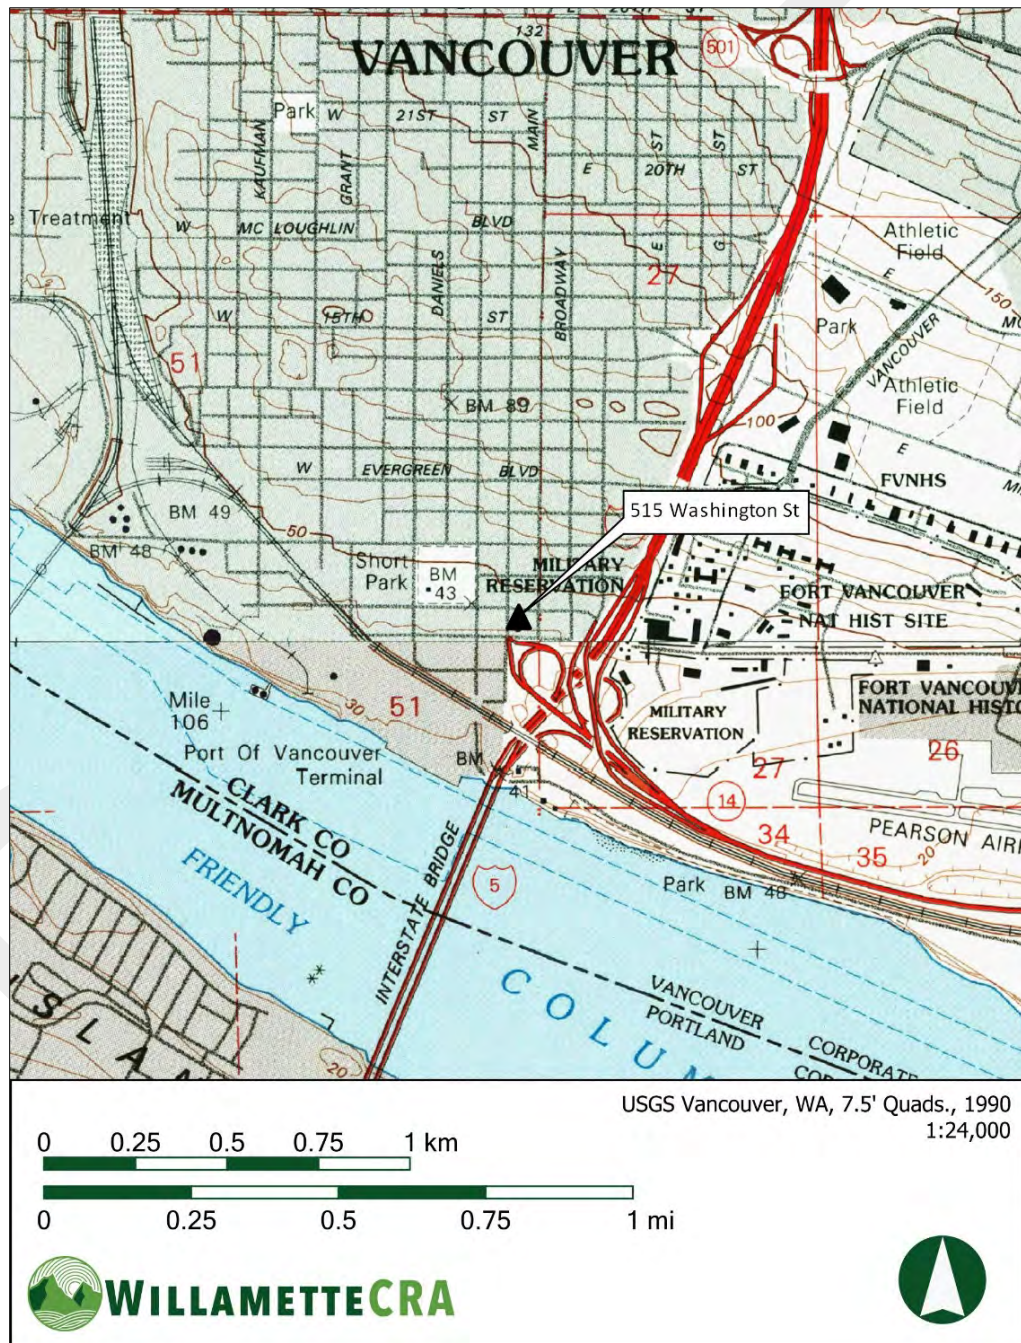 VANCOUVER
132
501
Park
W
21ST
ST
KAUFMAN
GRANT
MAIN
ST
ST
E
20TH
ST
e Treatment
W
MC LOUGHLIN
BLVD
DANIELS
BROADWAY
E
G
27
Athletic
Field
E
150
W
15TH
ST
Park
VANCOUVER
51
BM 89
Athletic
Field
100
E
W
EVERGREEN
BLVD
FVNHS
515 Washington St
BM 49
50
BM 48
Short
Park
BM
43
MILITARY
RESERVATION
FORT VANCOUVER
NAT HIST SITE
Mile
106
30
51
MILITARY
RESERVATION
FORT VANCOUVE
NATIONAL HISTO
26
Port Of Vancouver
Terminal
BM
41
27
14
34
35
PEARSON AIR
20
CLARK CO
MULTNOMAH CO
FRIENDLY
INTERSTATE BRIDGE
5
Park
BM 48
COLUM
VANCOUVER
PORTLAND
CORPORATE
COR
SLAN
20
USGS Vancouver, WA, 7.5' Quads., 1990
1:24,000
0 0.25 0.5 0.75 1 km
0 0.25 0.5 0.75 1 mi
WILLAMETTECRA